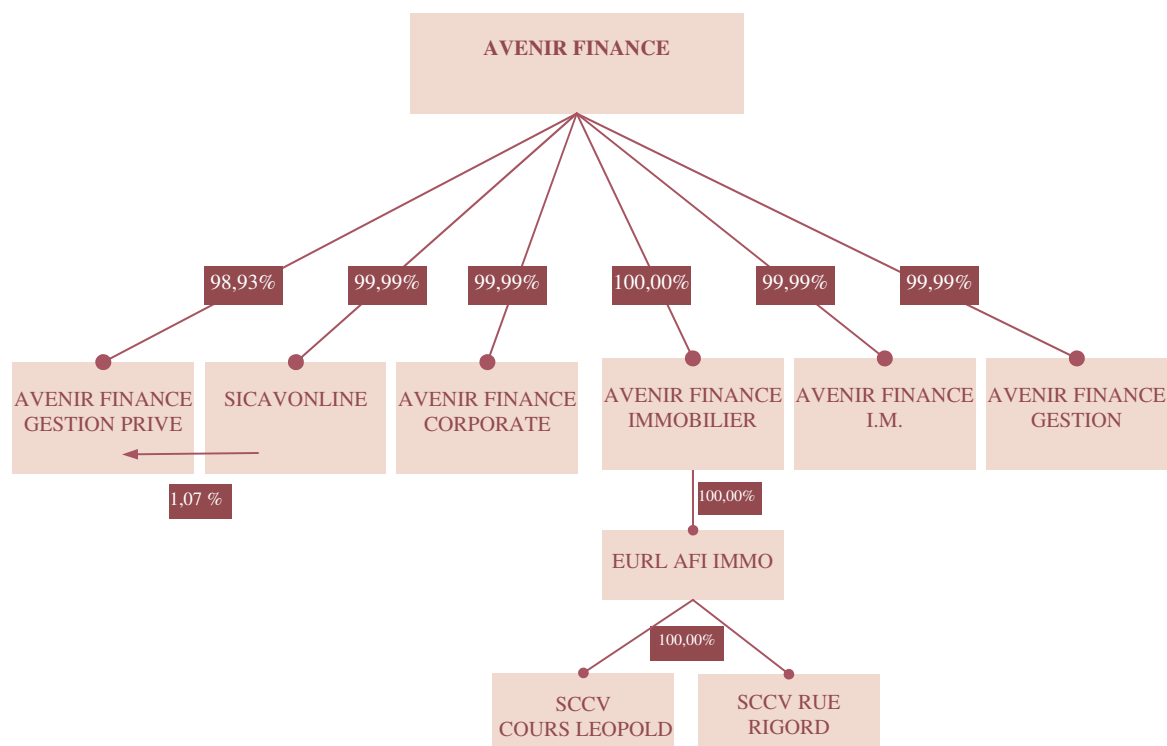 AVENIR FINANCE
98,93%
99,99%
99,99%
100,00%
99,99%
99,99%
AVENIR FINANCE
GESTION PRIVE
SICAVONLINE
AVENIR FINANCE
CORPORATE
AVENIR FINANCE
IMMOBILIER
AVENIR FINANCE
I.M.
AVENIR FINANCE
GESTION
1,07 %
100,00%
EURL AFI IMMO
100,00%
SCCV
COURS LEOPOLD
SCCV RUE
RIGORD